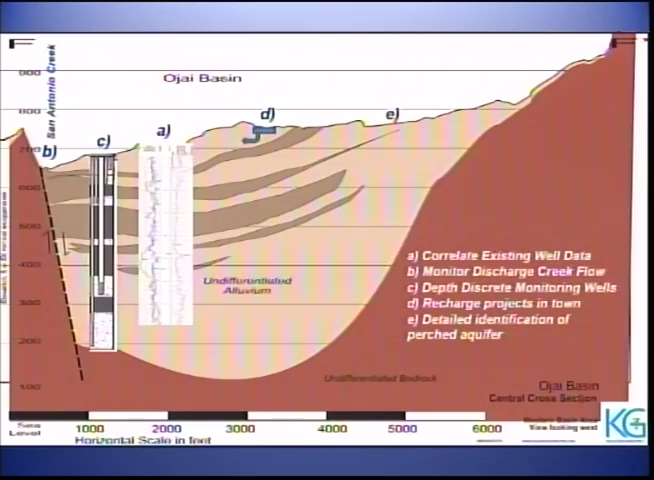 Ojai Basin
San Antonio Creek
900
800
700
600
500
400
300
200
100
Sea
Level
a)
b)
c)
d)
e)
Undifferentiated
Alluvium
a) Correlate Existing Well Data
b) Monitor Discharge Creek Flow
c) Depth Discrete Monitoring Wells
d) Recharge projects in town
e) Detailed identification of
perched aquifer
Undifferentiated Bedrock
Ojai Basin
Central Cross Section
View looking west
1000 2000 3000 4000 5000 6000
Horizontal Scale in feet
KG